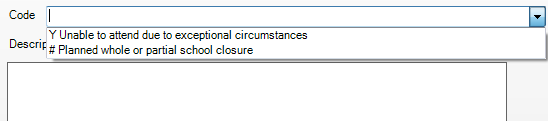 Code
Y Unable to attend due to exceptional circumstances
Descrip
# Planned whole or partial school closure